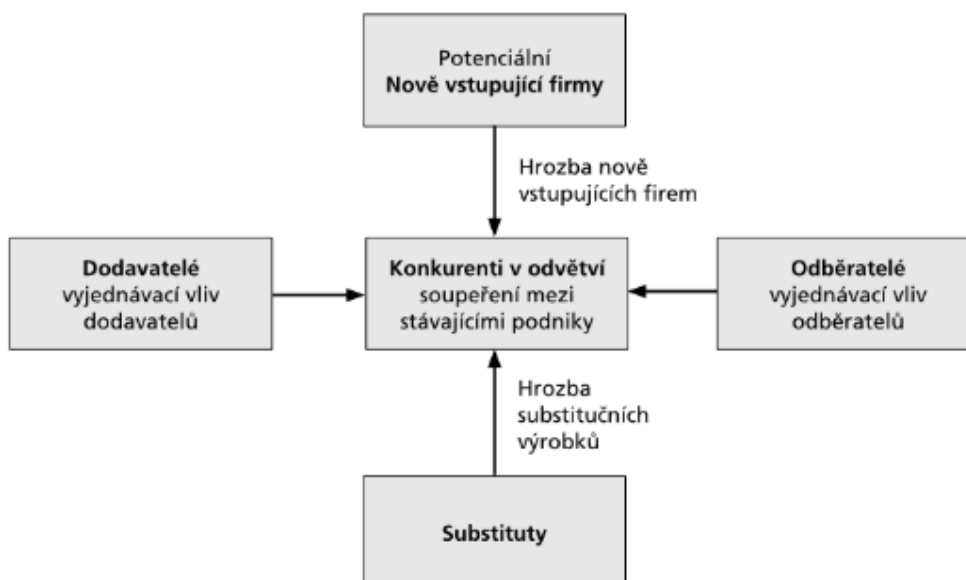 Potenciální
Nově vstupující firmy
Hrozba nově
vstupujících firem
Dodavatelé
vyjednávací vliv
dodavatelů
Konkurenti v odvětví
soupeření mezi
stávajícími podniky
Odběratelé
vyjednávací vliv
odběratelů
Hrozba
substitučních
výrobků
Substituty